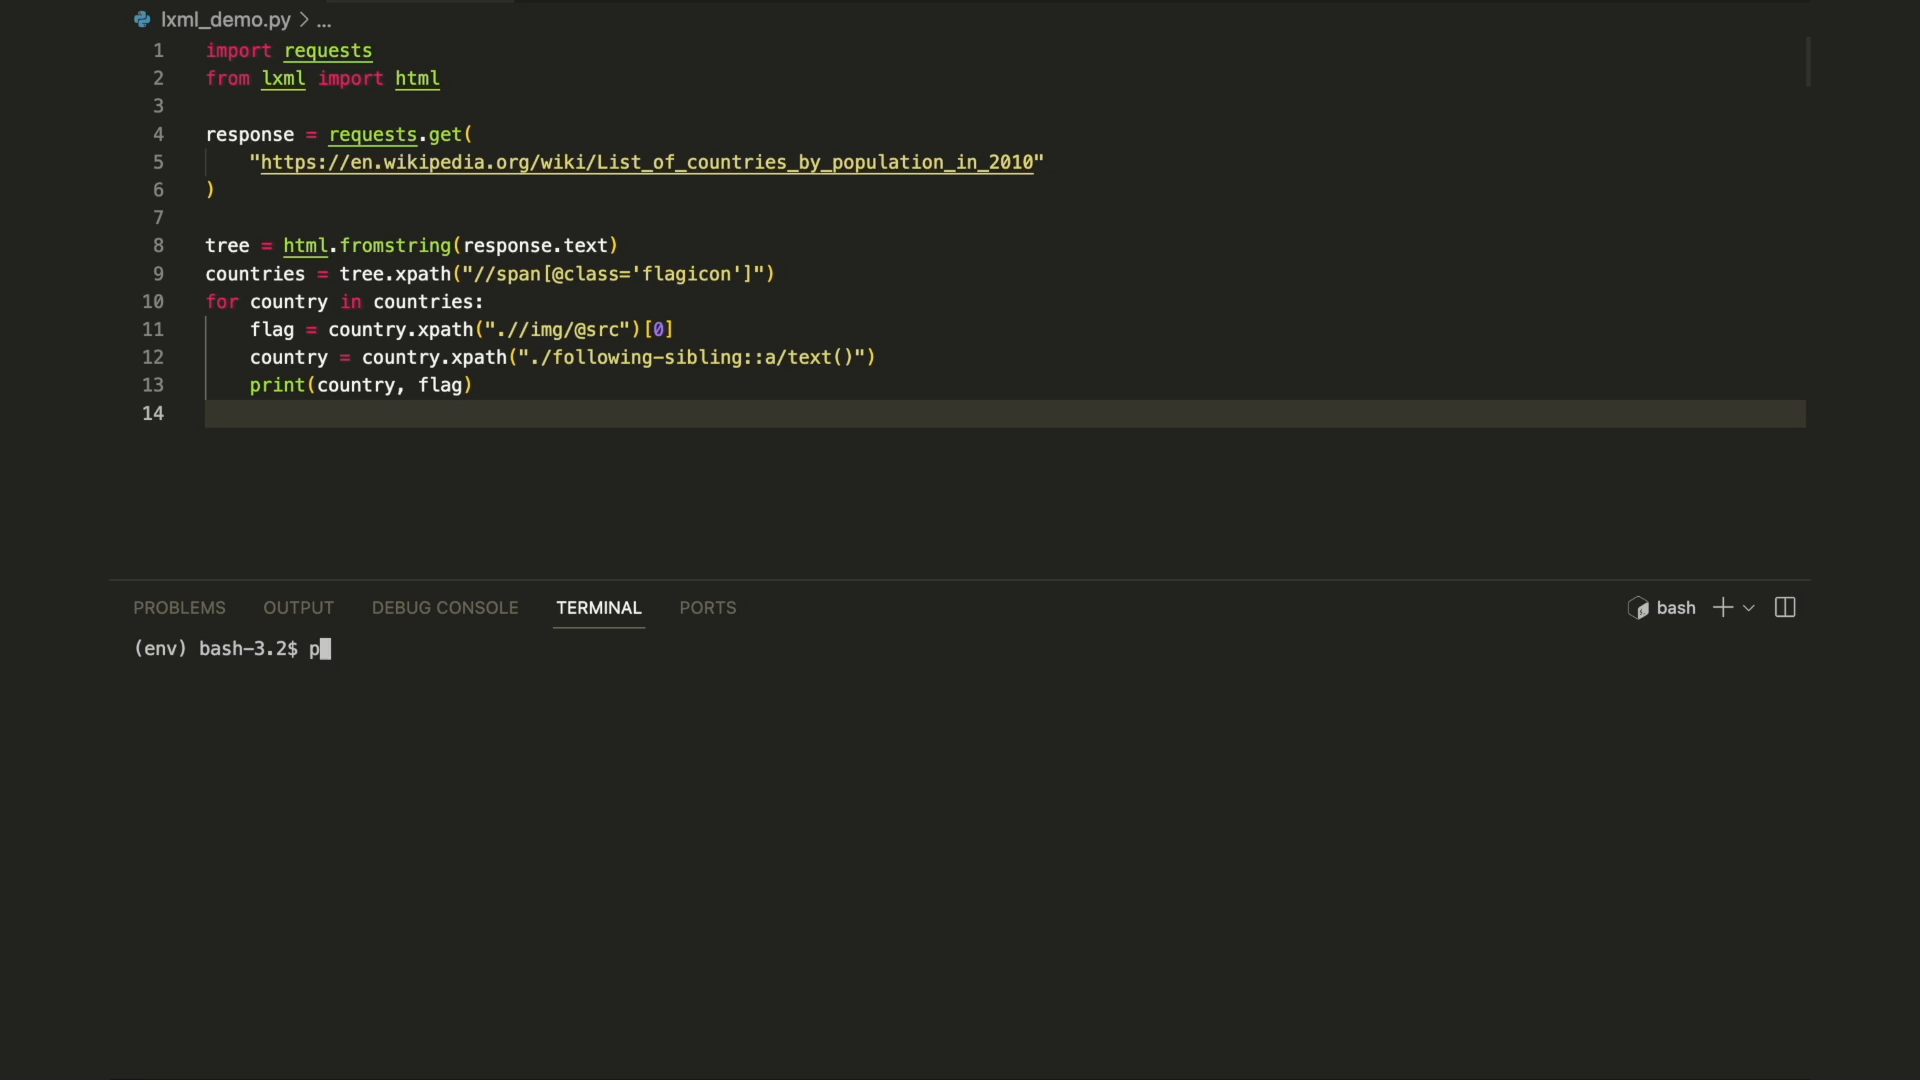 lxml_demo.py > ...
1 import requests
2 from lxml import html
3
4 response = requests.get(
5     "https://en.wikipedia.org/wiki/List_of_countries_by_population_in_2010"
6 )
7
8 tree = html.fromstring(response.text)
9 countries = tree.xpath("//span[@class='flagicon']")
10 for country in countries:
11     flag = country.xpath(".//img/@src")[0]
12     country = country.xpath("./following-sibling::a/text()")
13     print(country, flag)
14
PROBLEMS OUTPUT DEBUG CONSOLE TERMINAL PORTS bash
(env) bash-3.2$ p